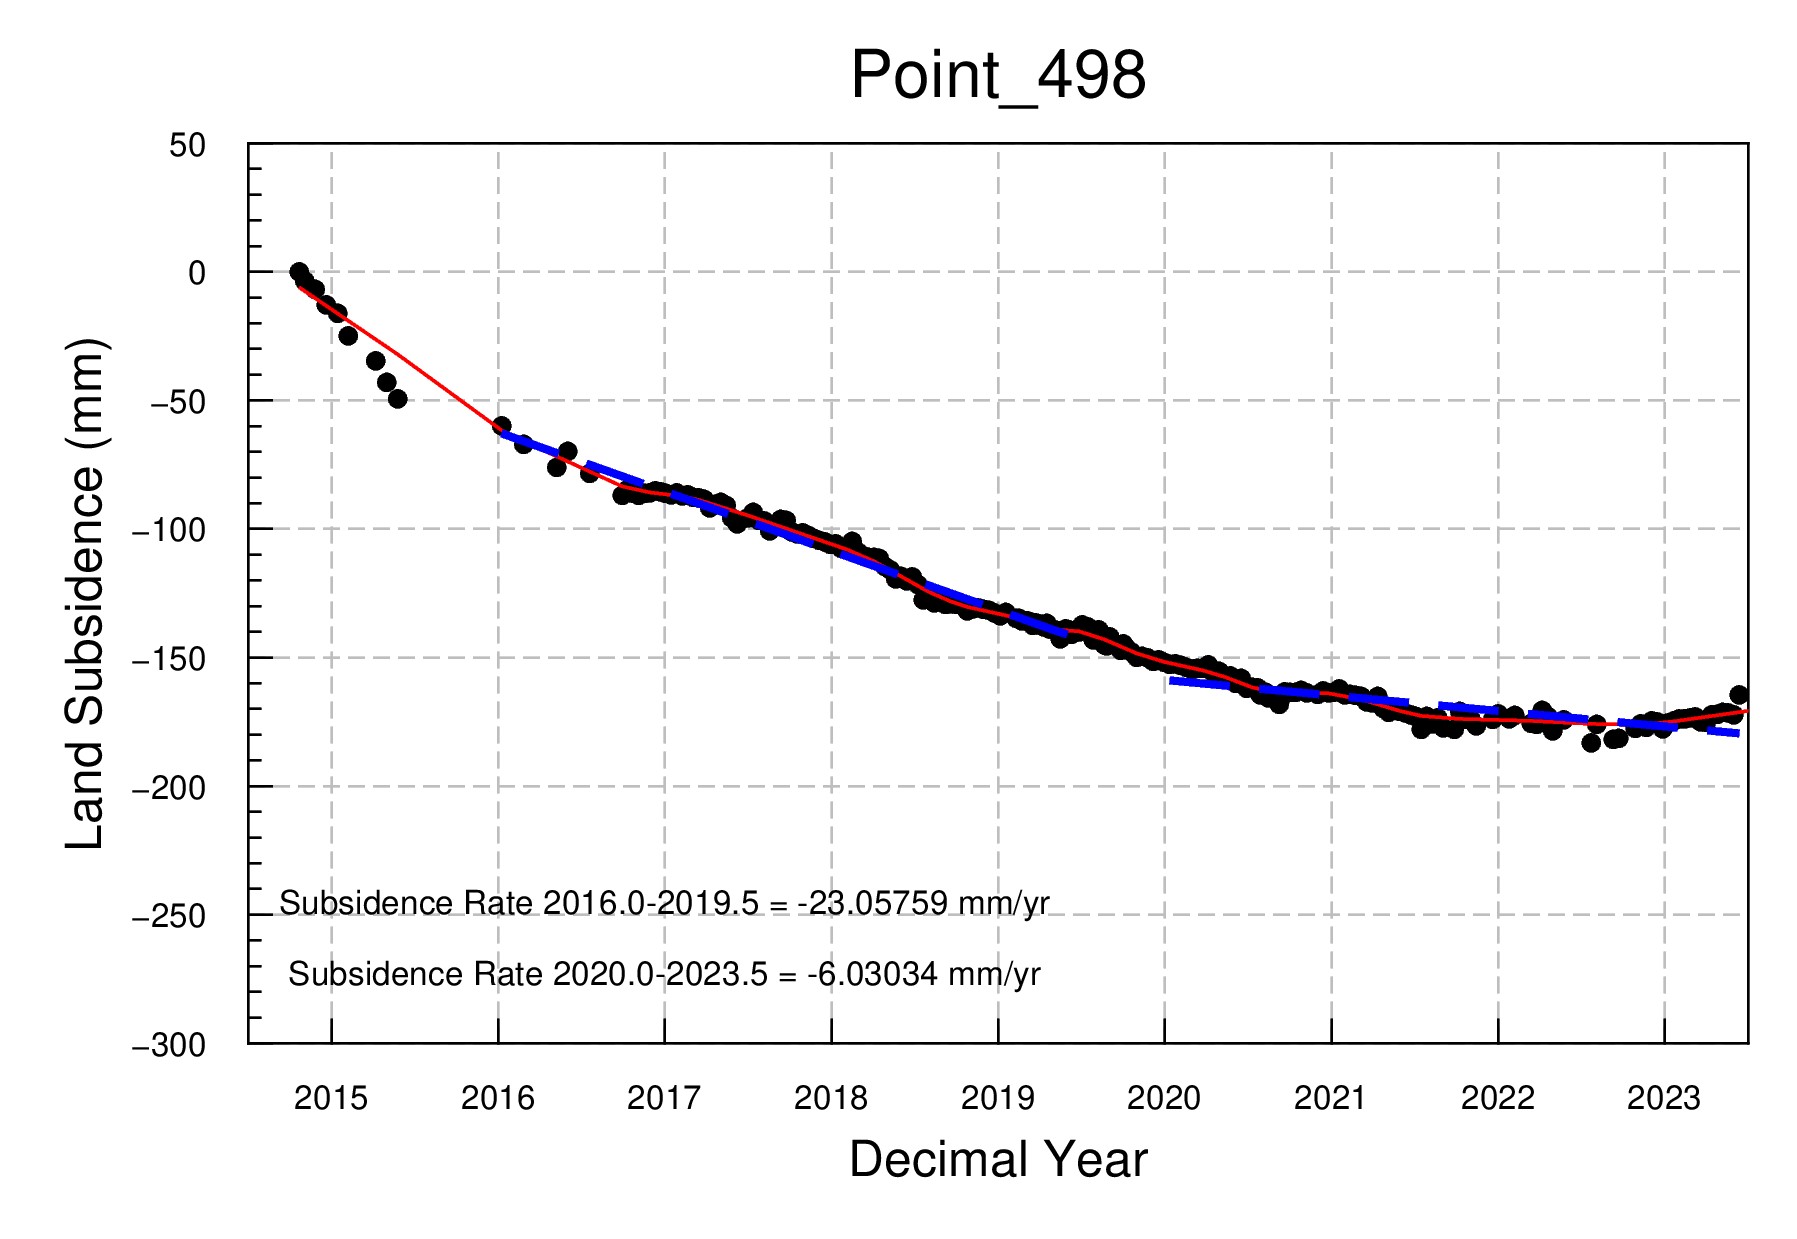 Point_498
50
0
−50
−100
−150
−200
−250
−300
Land Subsidence (mm)
Subsidence Rate 2016.0-2019.5 = -23.05759 mm/yr
Subsidence Rate 2020.0-2023.5 = -6.03034 mm/yr
2015 2016 2017 2018 2019 2020 2021 2022 2023
Decimal Year